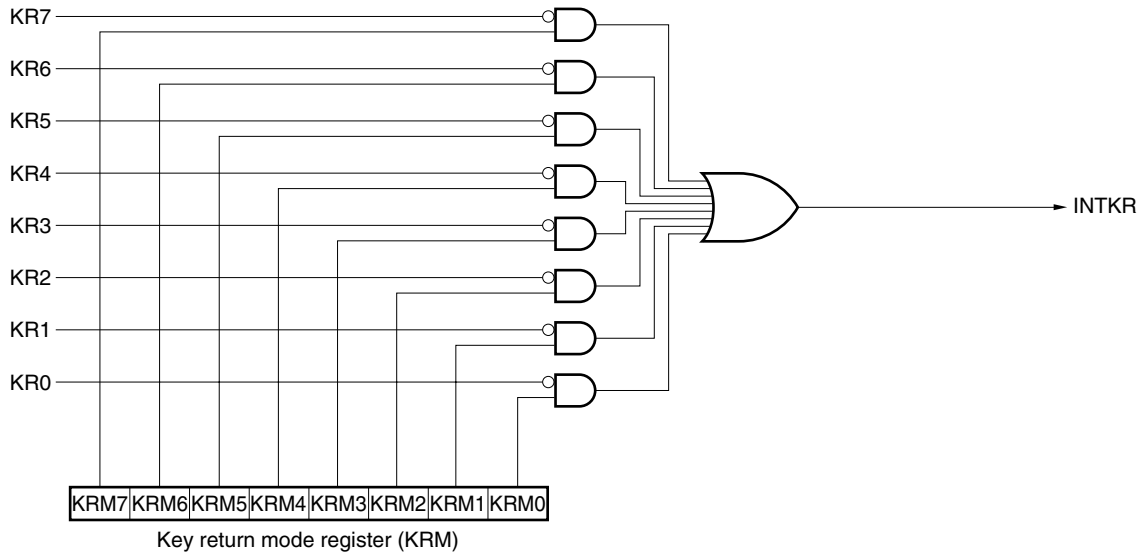 KR7
KR6
KR5
KR4
KR3
INTKR
KR2
KR1
KR0
KRM7 KRM6 KRM5 KRM4 KRM3 KRM2 KRM1 KRM0
Key return mode register (KRM)